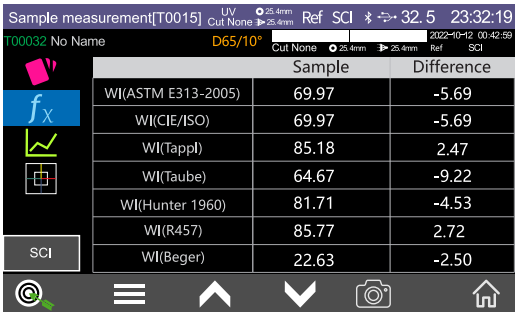 Sample measurement[T0015] UV Cut None 25.4mm 25.4mm Ref SCI 32.5 23:32:19
T00032 No Name D65/10° Cut None 25.4mm 25.4mm 2022-10-12 00:42:59 Ref SCI
Sample Difference
WI(ASTM E313-2005) 69.97 -5.69
WI(CIE/ISO) 69.97 -5.69
WI(Tappl) 85.18 2.47
WI(Taube) 64.67 -9.22
WI(Hunter 1960) 81.71 -4.53
WI(R457) 85.77 2.72
WI(Beger) 22.63 -2.50
fx
SCI